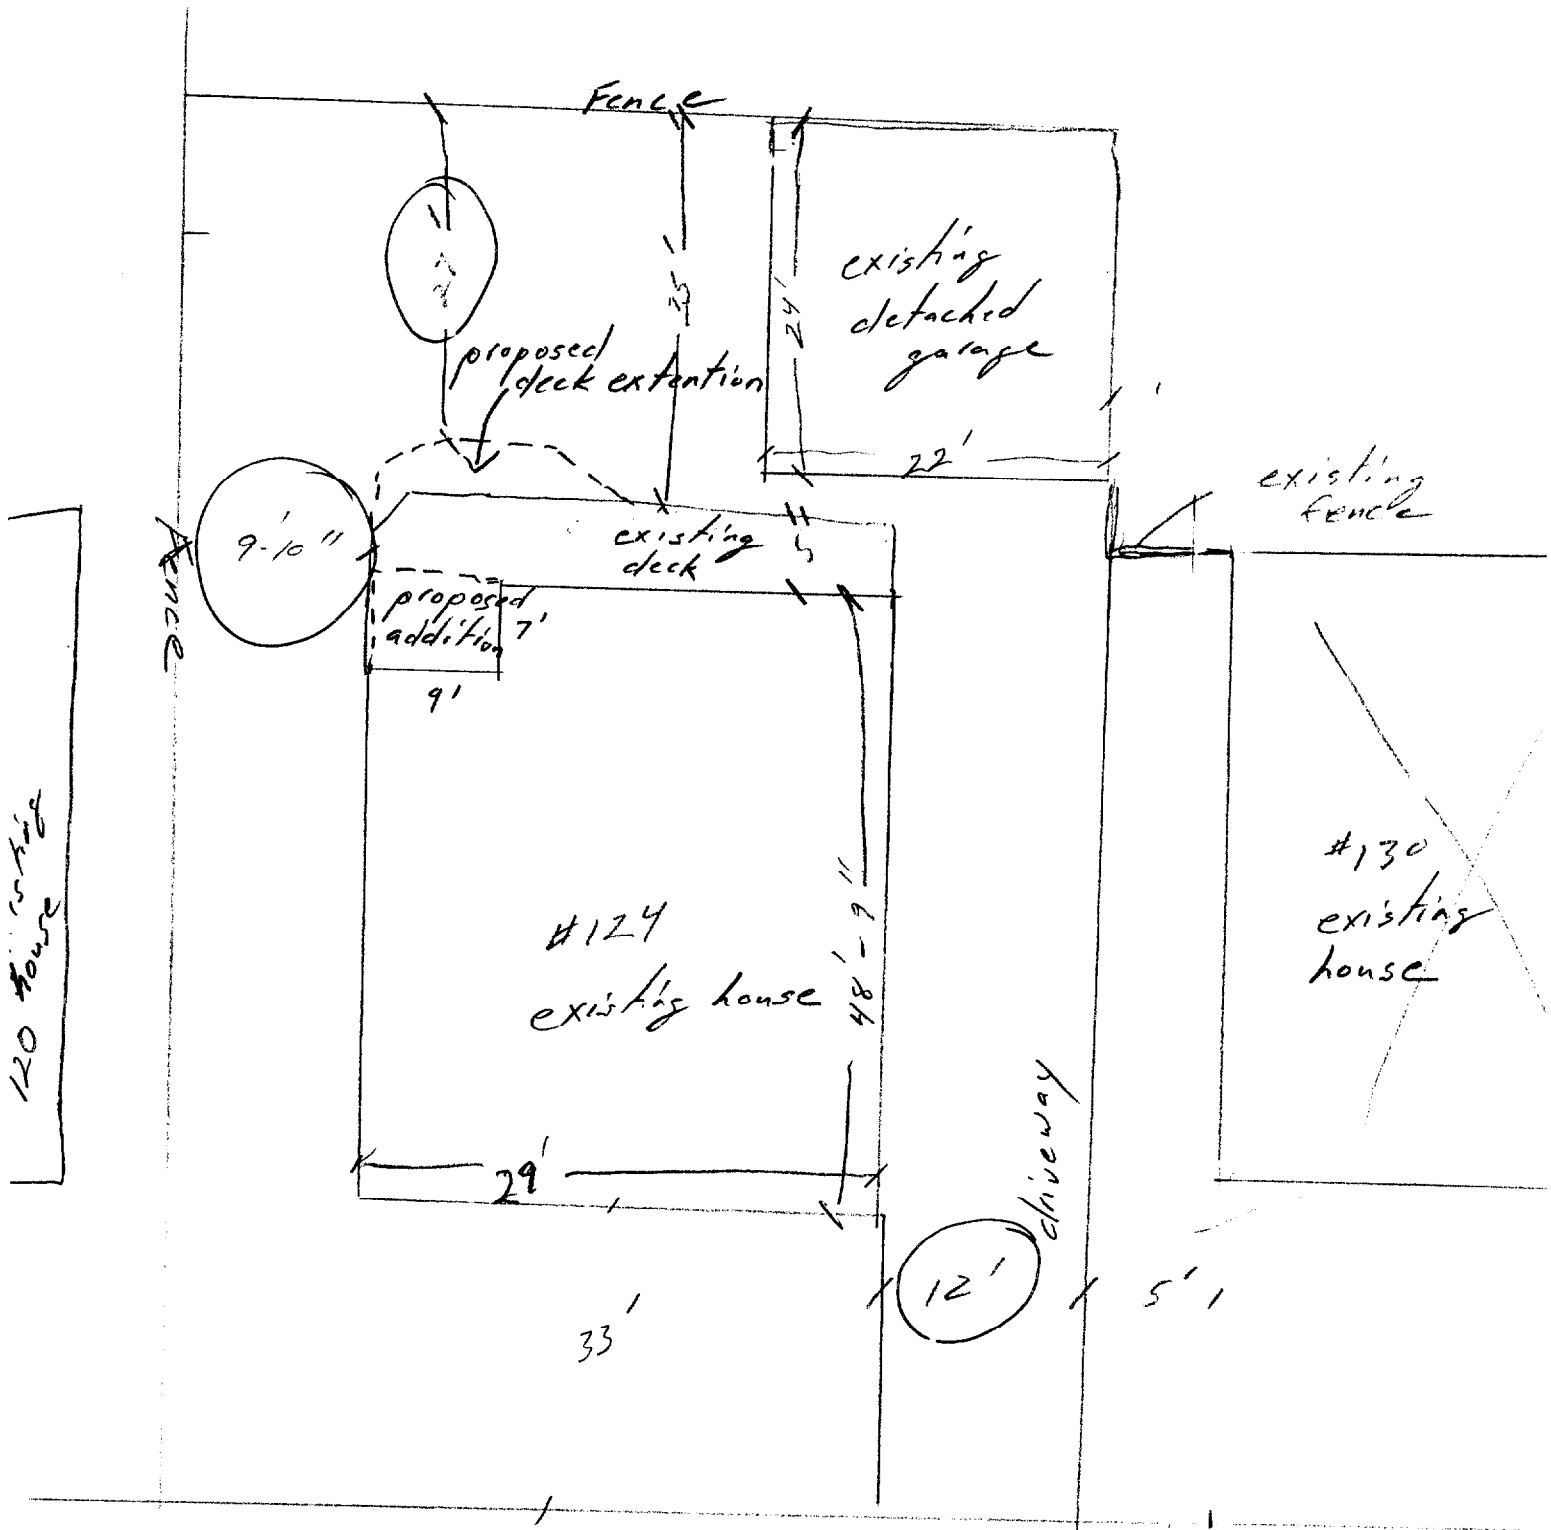 Fence
existing
detached
garage
35'
24'
proposed
deck extention
22'
existing
fence
9'-10"
existing
deck
5'
Fence
proposed
addition
7'
9'
#124
existing house
48'-9"
#130
existing
house
120
house
29'
driveway
12'
5'
33'